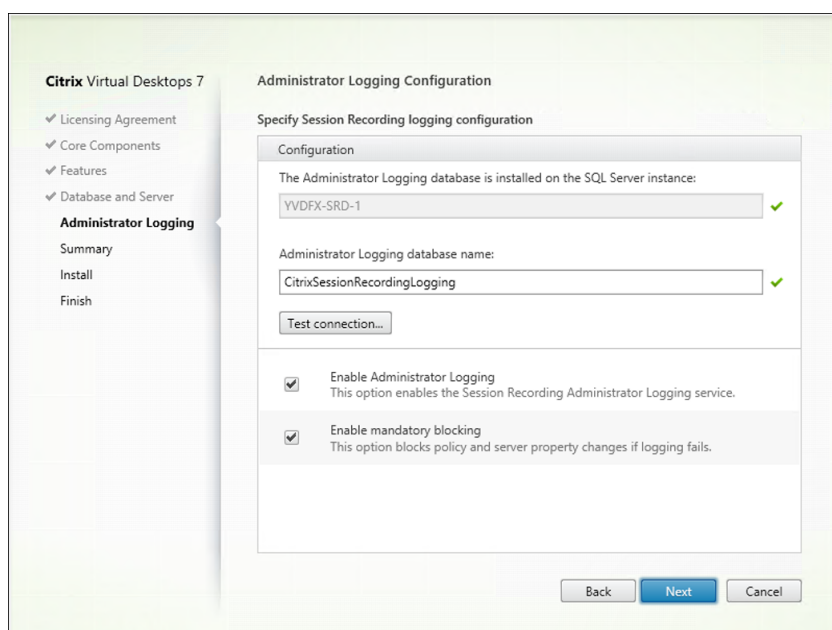 Citrix Virtual Desktops 7
Licensing Agreement
Core Components
Features
Database and Server
Administrator Logging
Summary
Install
Finish
Administrator Logging Configuration
Specify Session Recording logging configuration
Configuration
The Administrator Logging database is installed on the SQL Server instance:
YVDFX-SRD-1
Administrator Logging database name:
CitrixSessionRecordingLogging
Test connection...
Enable Administrator Logging
This option enables the Session Recording Administrator Logging service.
Enable mandatory blocking
This option blocks policy and server property changes if logging fails.
Back
Next
Cancel